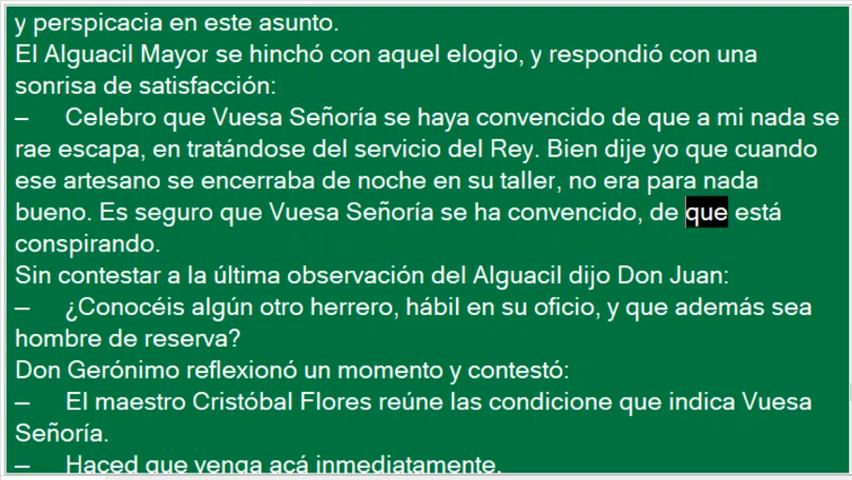 y perspicacia en este asunto.
El Alguacil Mayor se hinchó con aquel elogio, y respondió con una
sonrisa de satisfacción:
– Celebro que Vuesa Señoría se haya convencido de que a mi nada se
rae escapa, en tratándose del servicio del Rey. Bien dije yo que cuando
ese artesano se encerraba de noche en su taller, no era para nada
bueno. Es seguro que Vuesa Señoría se ha convencido, de que está
conspirando.
Sin contestar a la última observación del Alguacil dijo Don Juan:
– ¿Conocéis algún otro herrero, hábil en su oficio, y que además sea
hombre de reserva?
Don Gerónimo reflexionó un momento y contestó:
– El maestro Cristóbal Flores reúne las condicione que indica Vuesa
Señoría.
– Haced que venga acá inmediatamente.